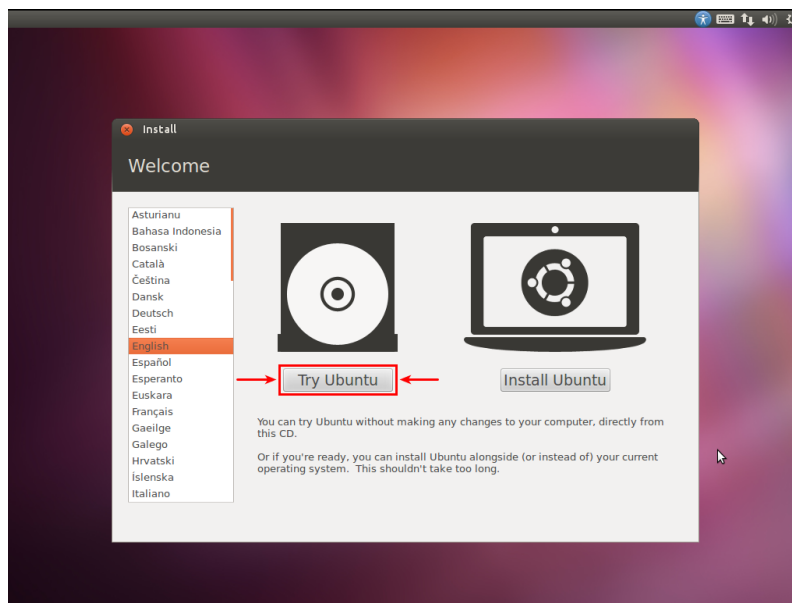 Install
Welcome
Asturianu
Bahasa Indonesia
Bosanski
Català
Čeština
Dansk
Deutsch
Eesti
English
Español
Esperanto
Euskara
Français
Gaeilge
Galego
Hrvatski
Íslenska
Italiano
Try Ubuntu
Install Ubuntu
You can try Ubuntu without making any changes to your computer, directly from
this CD.
Or if you're ready, you can install Ubuntu alongside (or instead of) your current
operating system.  This shouldn't take too long.